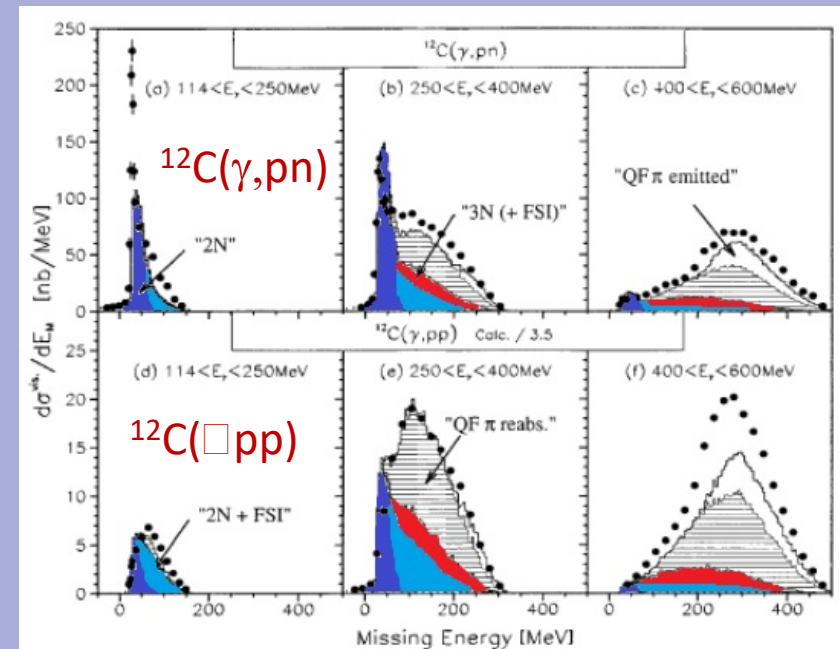 ¹²C(γ,pn)
(a) 114<Eγ<250MeV
(b) 250<Eγ<400MeV
(c) 400<Eγ<600MeV
250
200
150
100
50
0
¹²C(γ,pn)
"2N"
"3N (+ FSI)"
"QF π emitted"
dσᵛⁱˢ·/dE_M [nb/MeV]
¹²C(γ,pp) Calc. / 3.5
(d) 114<Eγ<250MeV
(e) 250<Eγ<400MeV
(f) 400<Eγ<600MeV
25
20
15
10
5
0
¹²C(□pp)
"2N + FSI"
"QF π reabs."
0 200 400 0 200 400 0 200 400
Missing Energy [MeV]